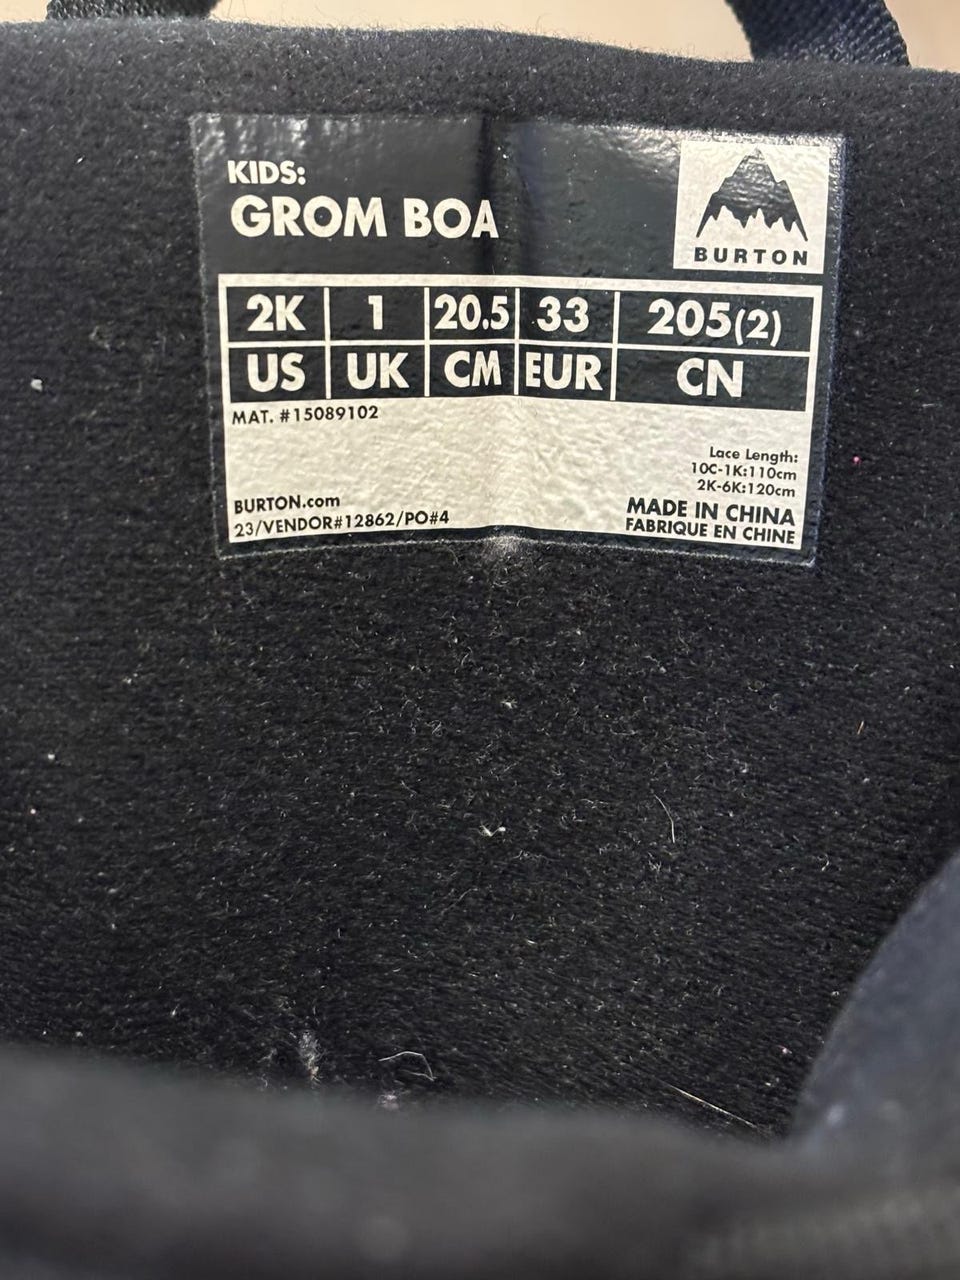 KIDS:
GROM BOA
BURTON
2K 1 20.5 33 205(2)
US UK CM EUR CN
MAT. #15089102
Lace Length:
10C-1K:110cm
2K-6K:120cm
BURTON.com
23/VENDOR#12862/PO#4
MADE IN CHINA
FABRIQUE EN CHINE